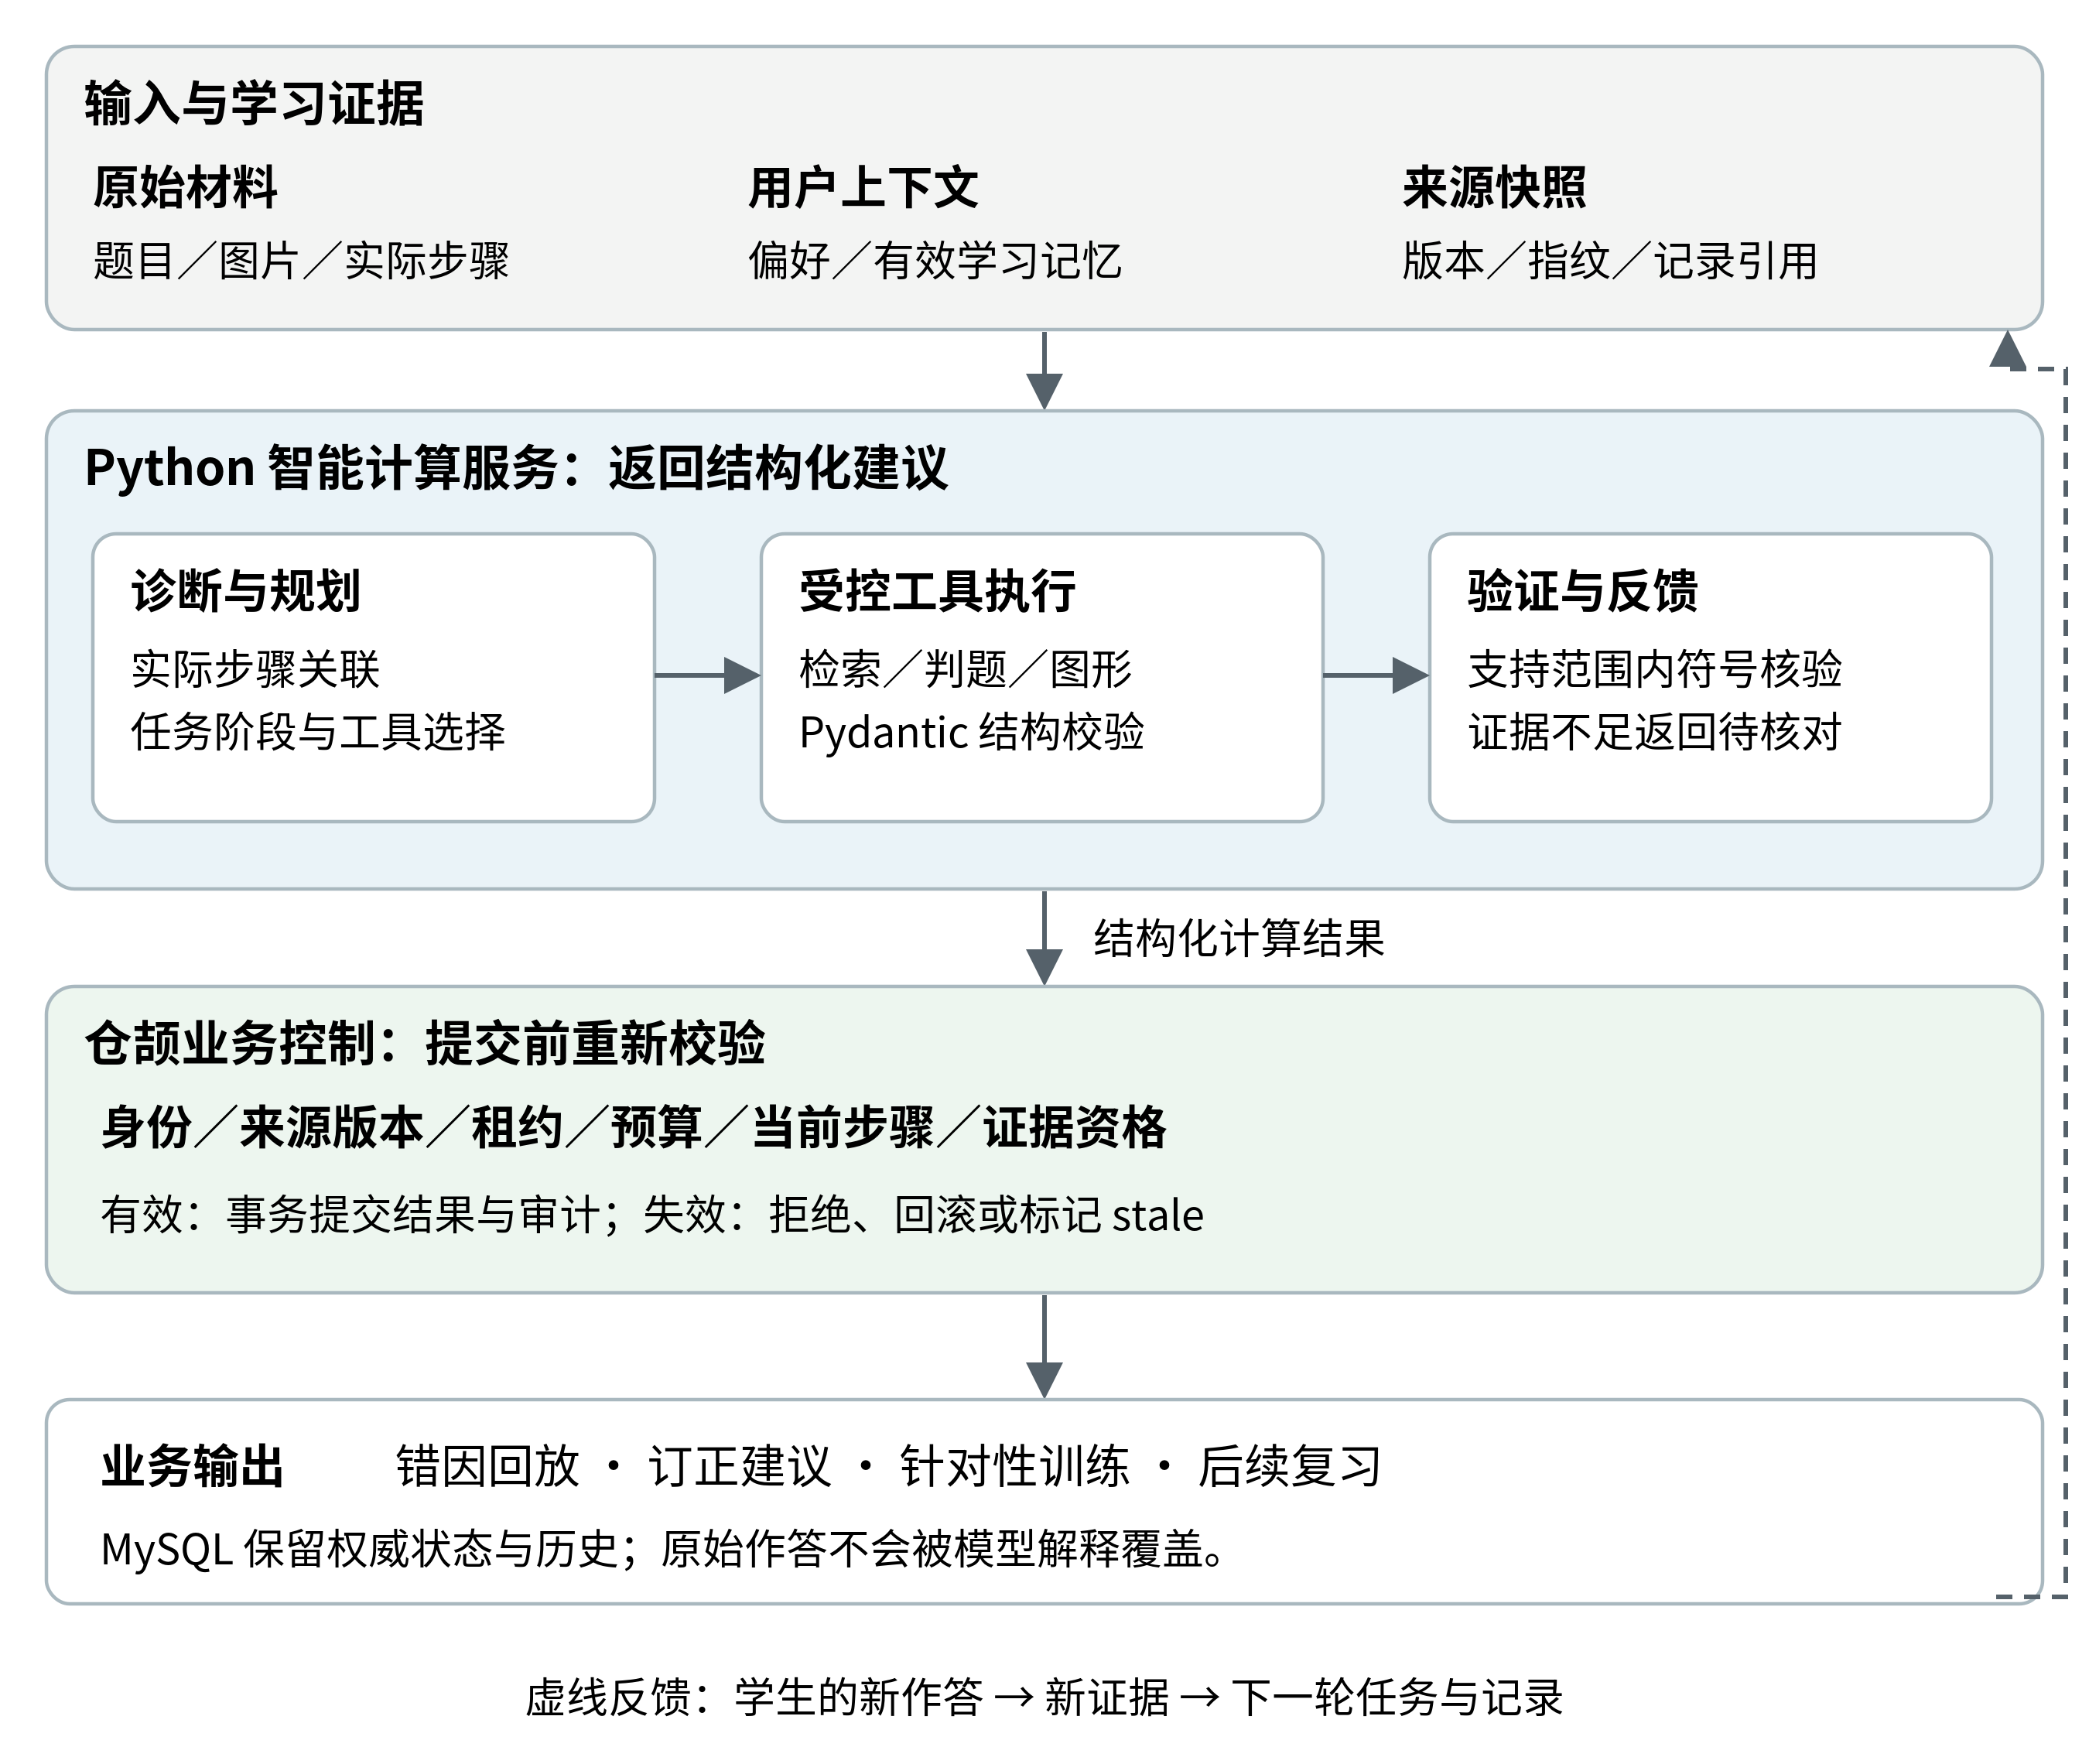 输入与学习证据
原始材料
题目／图片／实际步骤
用户上下文
偏好／有效学习记忆
来源快照
版本／指纹／记录引用
Python 智能计算服务：返回结构化建议
诊断与规划
实际步骤关联
任务阶段与工具选择
受控工具执行
检索／判题／图形
Pydantic 结构校验
验证与反馈
支持范围内符号核验
证据不足返回待核对
结构化计算结果
仓颉业务控制：提交前重新校验
身份／来源版本／租约／预算／当前步骤／证据资格
有效：事务提交结果与审计；失效：拒绝、回滚或标记 stale
业务输出
错因回放 · 订正建议 · 针对性训练 · 后续复习
MySQL 保留权威状态与历史；原始作答不会被模型解释覆盖。
虚线反馈：学生的新作答 → 新证据 → 下一轮任务与记录